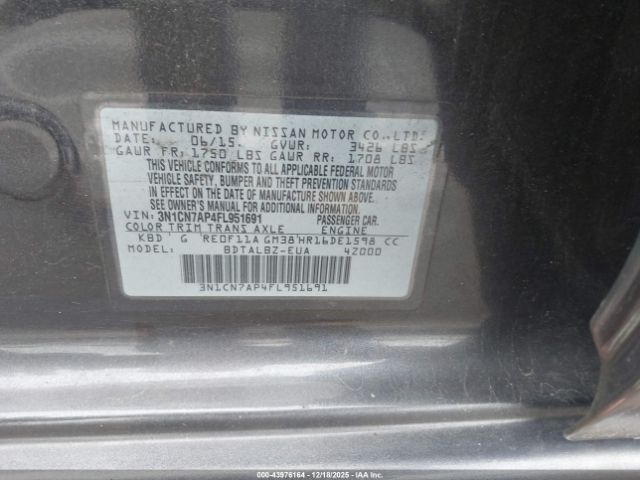 MANUFACTURED BY NISSAN MOTOR CO.,LTD.
DATE: 06/15 GVWR: 3426 LBS
GAWR FR: 1750 LBS GAWR RR: 1708 LBS
THIS VEHICLE CONFORMS TO ALL APPLICABLE FEDERAL MOTOR
VEHICLE SAFETY, BUMPER AND THEFT PREVENTION STANDARDS
IN EFFECT ON THE DATE OF MANUFACTURE SHOWN ABOVE.
SEE OWNER'S MANUAL FOR ADDITIONAL INFORMATION.
VIN: 3N1CN7AP4FL951691 PASSENGER CAR.
COLOR TRIM TRANS AXLE ENGINE
KBD G RE0F11A GM38 HR16DE1598 CC
MODEL: BDTALBZ-EUA 42000
3N1CN7AP4FL951691
43976164 | 12/18/2025 | © IAA Inc.